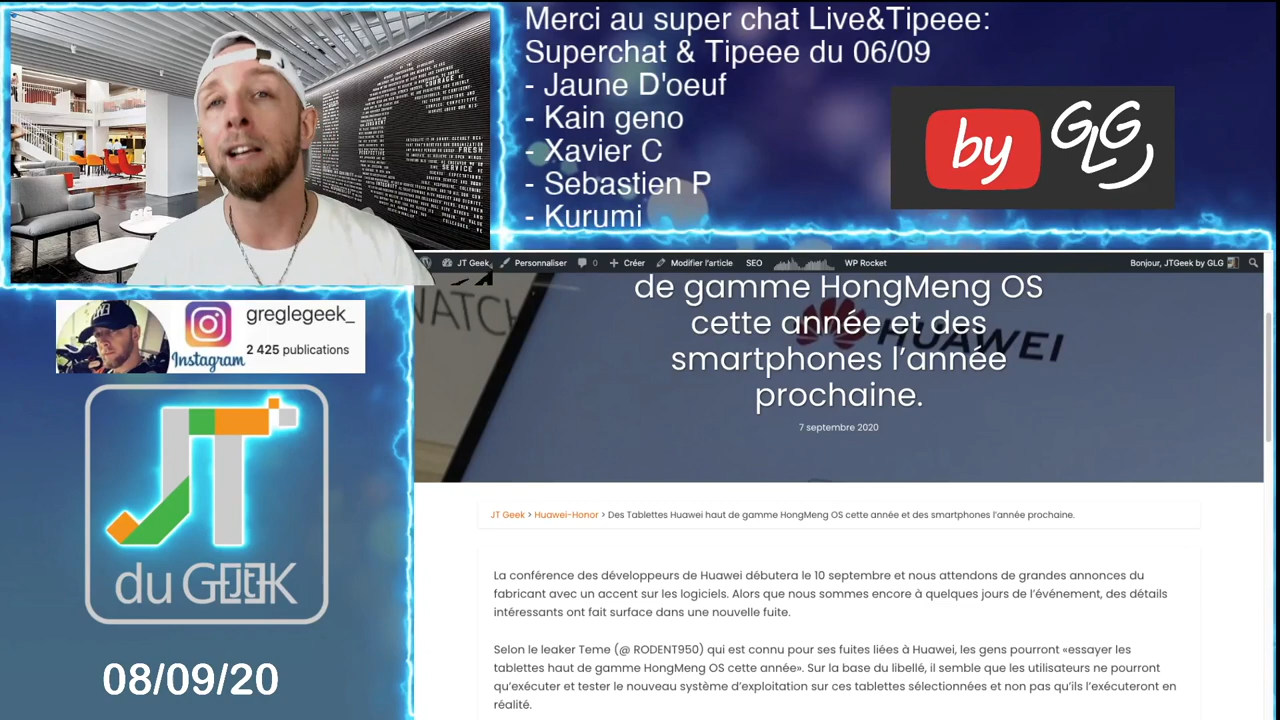 Merci au super chat Live&Tipeee:
Superchat & Tipeee du 06/09
- Jaune D'oeuf
- Kain geno
- Xavier C
- Sebastien P
- Kurumi
by GLG
COURAGE
FRESH
SERVICE
JT Geek Personnaliser 0 Créer Modifier l'article SEO WP Rocket Bonjour, JTGeek by GLG
WATCH
HUAWEI
de gamme HongMeng OS
cette année et des
smartphones l'année
prochaine.
7 septembre 2020
greglegeek_
Instagram
2 425 publications
JT
du GEEK
08/09/20
JT Geek > Huawei-Honor > Des Tablettes Huawei haut de gamme HongMeng OS cette année et des smartphones l'année prochaine.
La conférence des développeurs de Huawei débutera le 10 septembre et nous attendons de grandes annonces du
fabricant avec un accent sur les logiciels. Alors que nous sommes encore à quelques jours de l'événement, des détails
intéressants ont fait surface dans une nouvelle fuite.
Selon le leaker Teme (@ RODENT950) qui est connu pour ses fuites liées à Huawei, les gens pourront «essayer les
tablettes haut de gamme HongMeng OS cette année». Sur la base du libellé, il semble que les utilisateurs ne pourront
qu'exécuter et tester le nouveau système d'exploitation sur ces tablettes sélectionnées et non pas qu'ils l'exécuteront en
réalité.